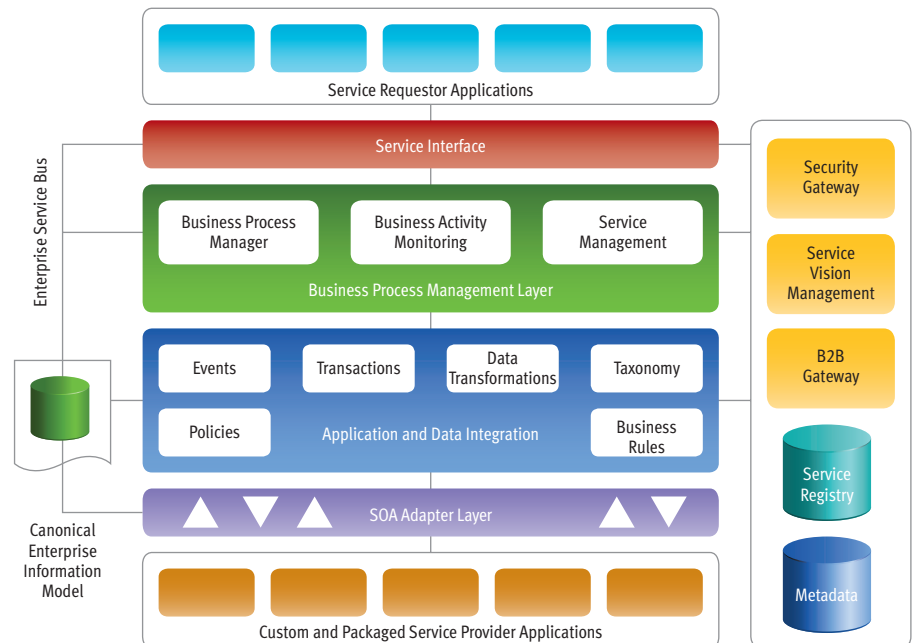 Service Requestor Applications
Service Interface
Enterprise Service Bus
Business Process
Manager
Business Activity
Monitoring
Service
Management
Business Process Management Layer
Events
Transactions
Data
Transformations
Taxonomy
Policies
Application and Data Integration
Business
Rules
SOA Adapter Layer
Canonical
Enterprise
Information
Model
Custom and Packaged Service Provider Applications
Security
Gateway
Service
Vision
Management
B2B
Gateway
Service
Registry
Metadata